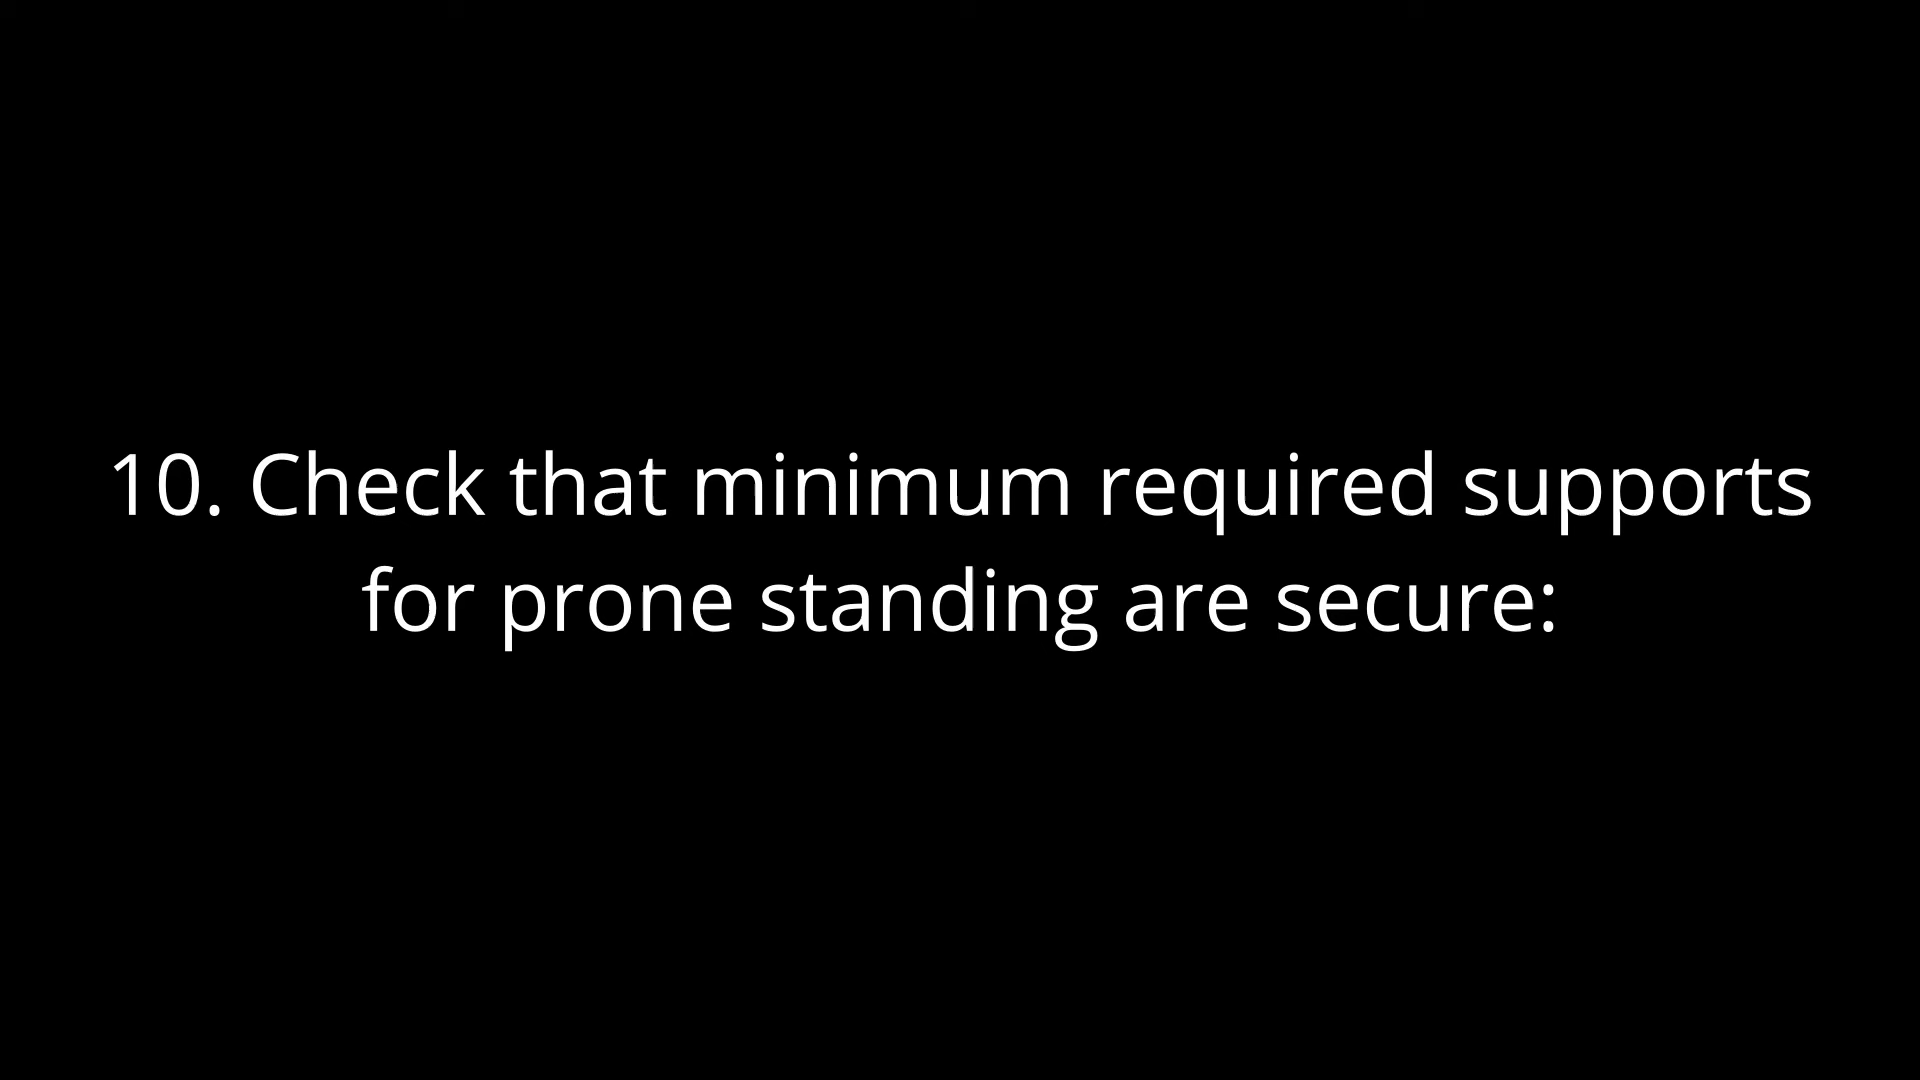 10. Check that minimum required supports
for prone standing are secure: